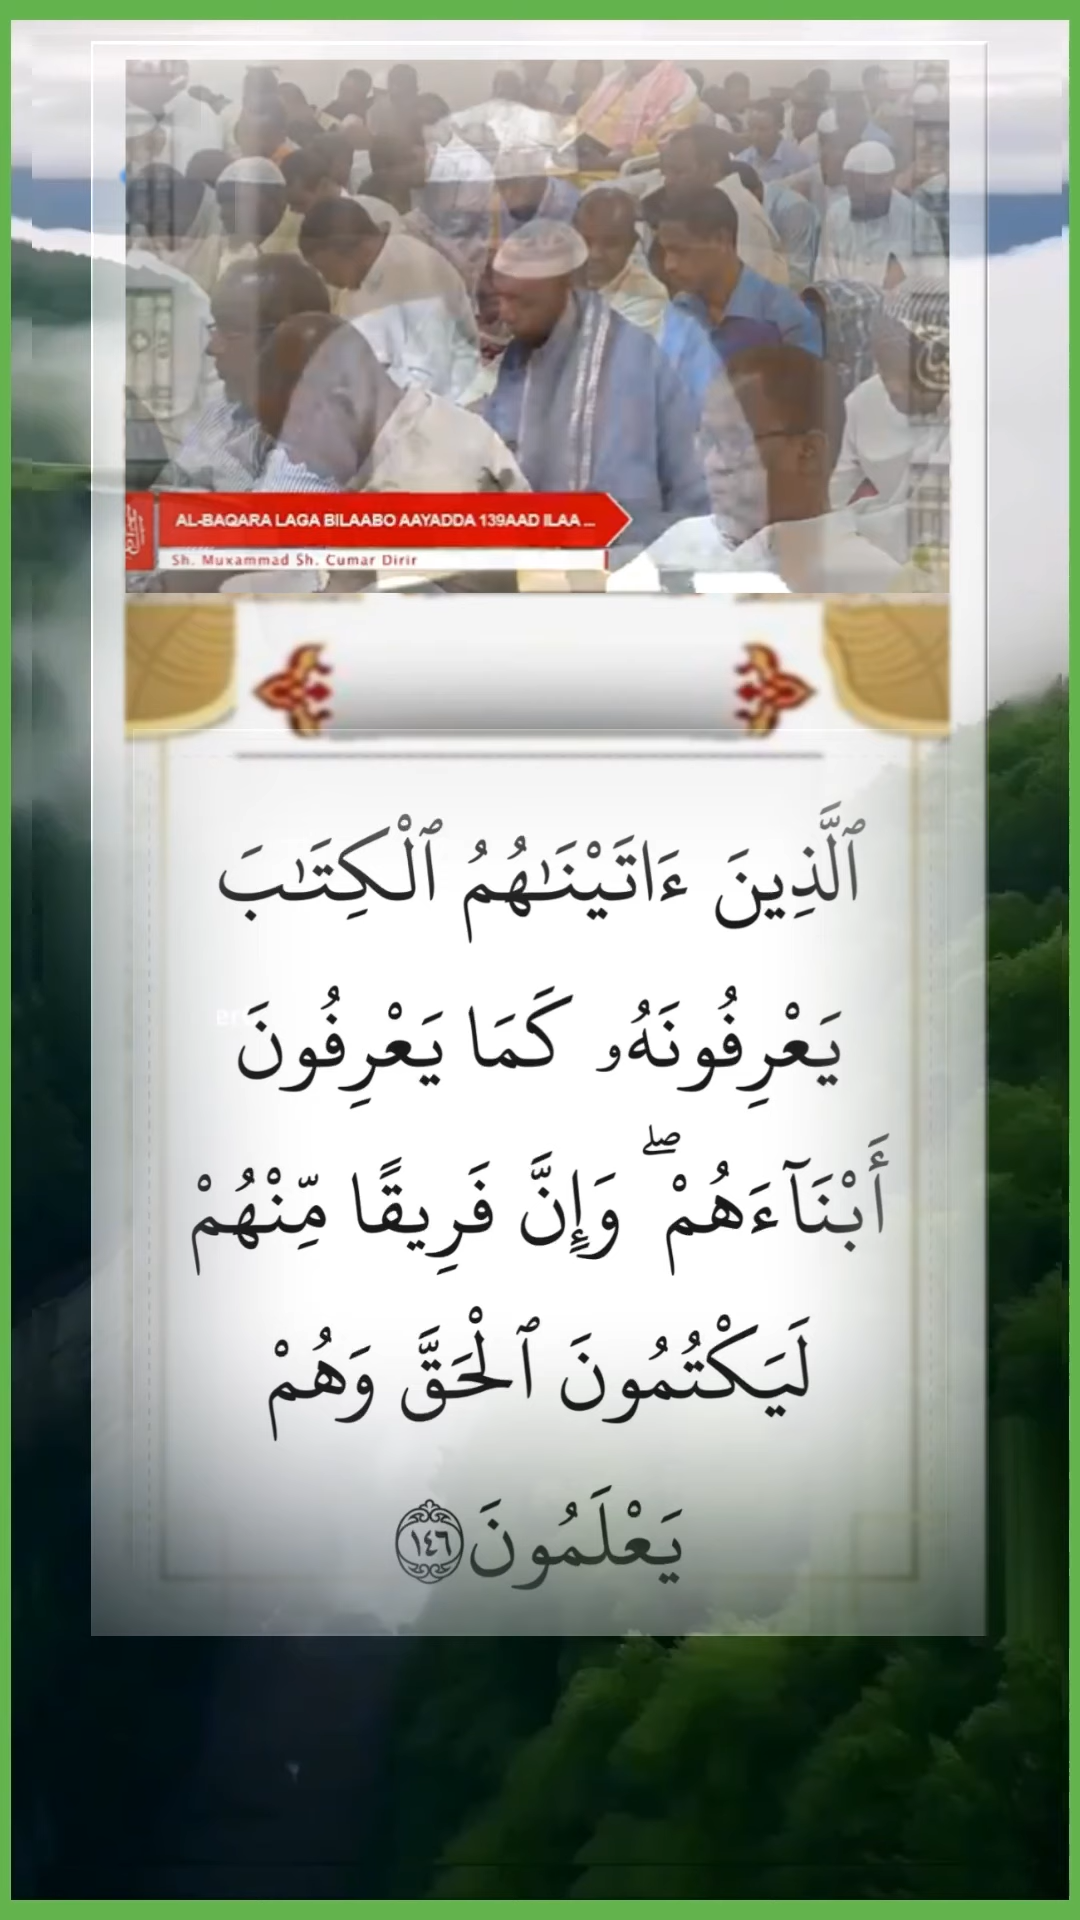 AL-BAQARA LAGA BILAABO AAYADDA 139AAD ILAA ...
Sh. Muxammad Sh. Cumar Dirir
ٱلَّذِينَ ءَاتَيْنَـٰهُمُ ٱلْكِتَـٰبَ
يَعْرِفُونَهُۥ كَمَا يَعْرِفُونَ
أَبْنَآءَهُمْ ۖ وَإِنَّ فَرِيقًا مِّنْهُمْ
لَيَكْتُمُونَ ٱلْحَقَّ وَهُمْ
يَعْلَمُونَ ١٤٦